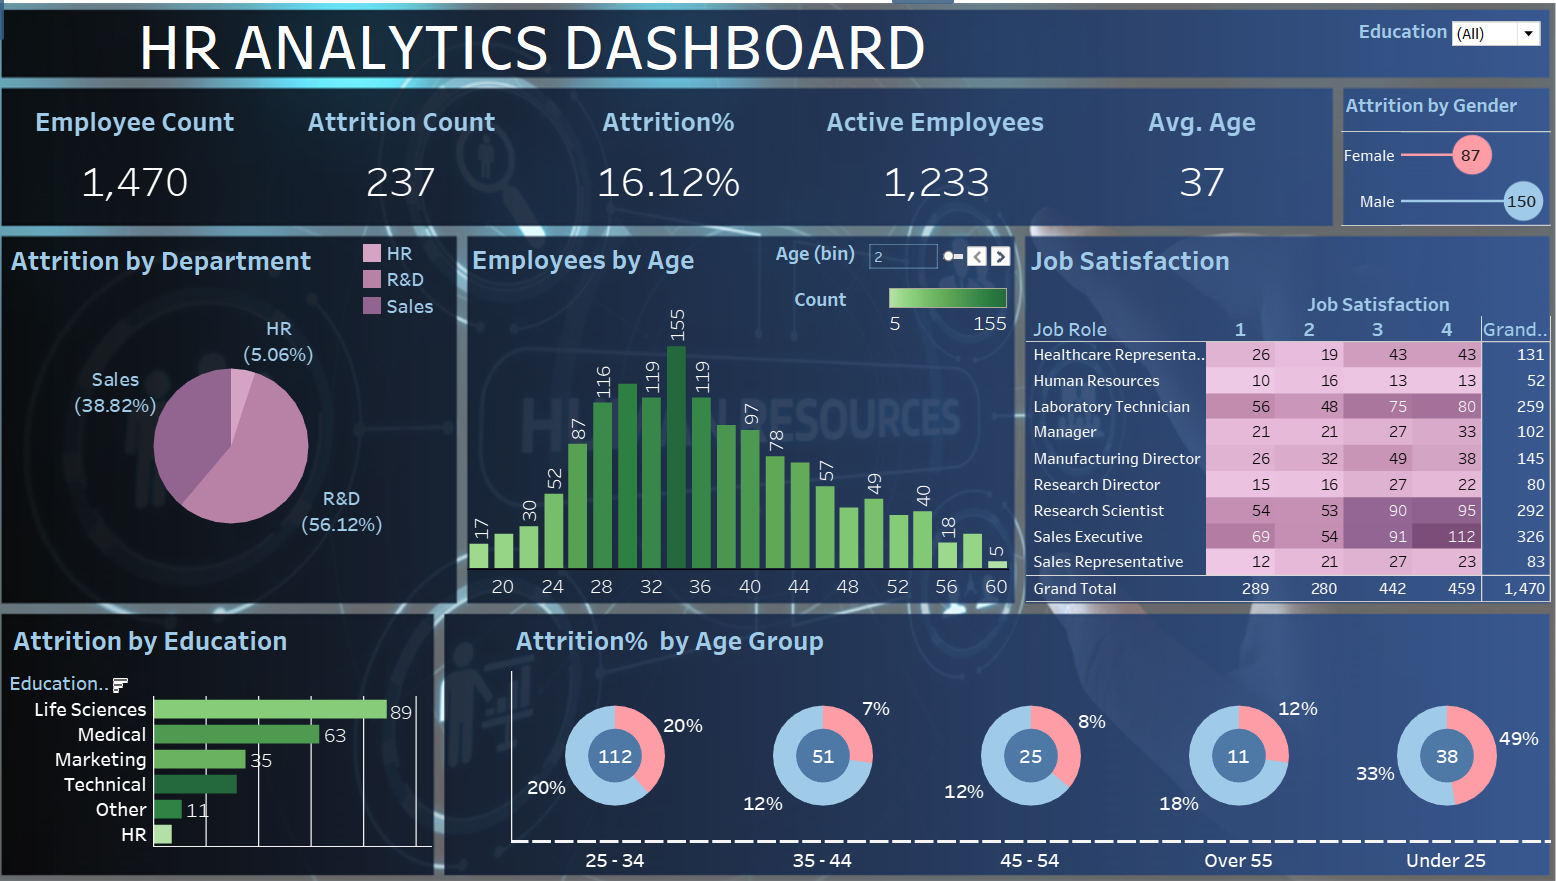 HR ANALYTICS DASHBOARD
Education (All)
Employee Count
1,470
Attrition Count
237
Attrition%
16.12%
Active Employees
1,233
Avg. Age
37
Attrition by Gender
Female 87
Male 150
Attrition by Department
HR
R&D
Sales
HR
(5.06%)
Sales
(38.82%)
R&D
(56.12%)
Employees by Age
Age (bin) 2
Count
5 155
17 30 52 87 116 119 155 119 97 78 57 49 40 18 5
20 24 28 32 36 40 44 48 52 56 60
HUMAN RESOURCES
Job Satisfaction
Job Satisfaction
Job Role 1 2 3 4 Grand..
Healthcare Representa.. 26 19 43 43 131
Human Resources 10 16 13 13 52
Laboratory Technician 56 48 75 80 259
Manager 21 21 27 33 102
Manufacturing Director 26 32 49 38 145
Research Director 15 16 27 22 80
Research Scientist 54 53 90 95 292
Sales Executive 69 54 91 112 326
Sales Representative 12 21 27 23 83
Grand Total 289 280 442 459 1,470
Attrition by Education
Education..
Life Sciences 89
Medical 63
Marketing 35
Technical
Other 11
HR
Attrition% by Age Group
112 20% 20%
51 7% 12%
25 8% 12%
11 12% 18%
38 49% 33%
25 - 34 35 - 44 45 - 54 Over 55 Under 25